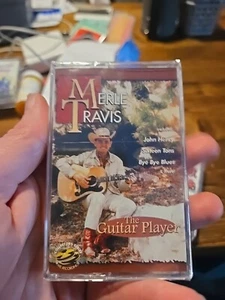 MERLE
TRAVIS
John Henry
Sixteen Tons
Bye Bye Blues
The
Guitar Player